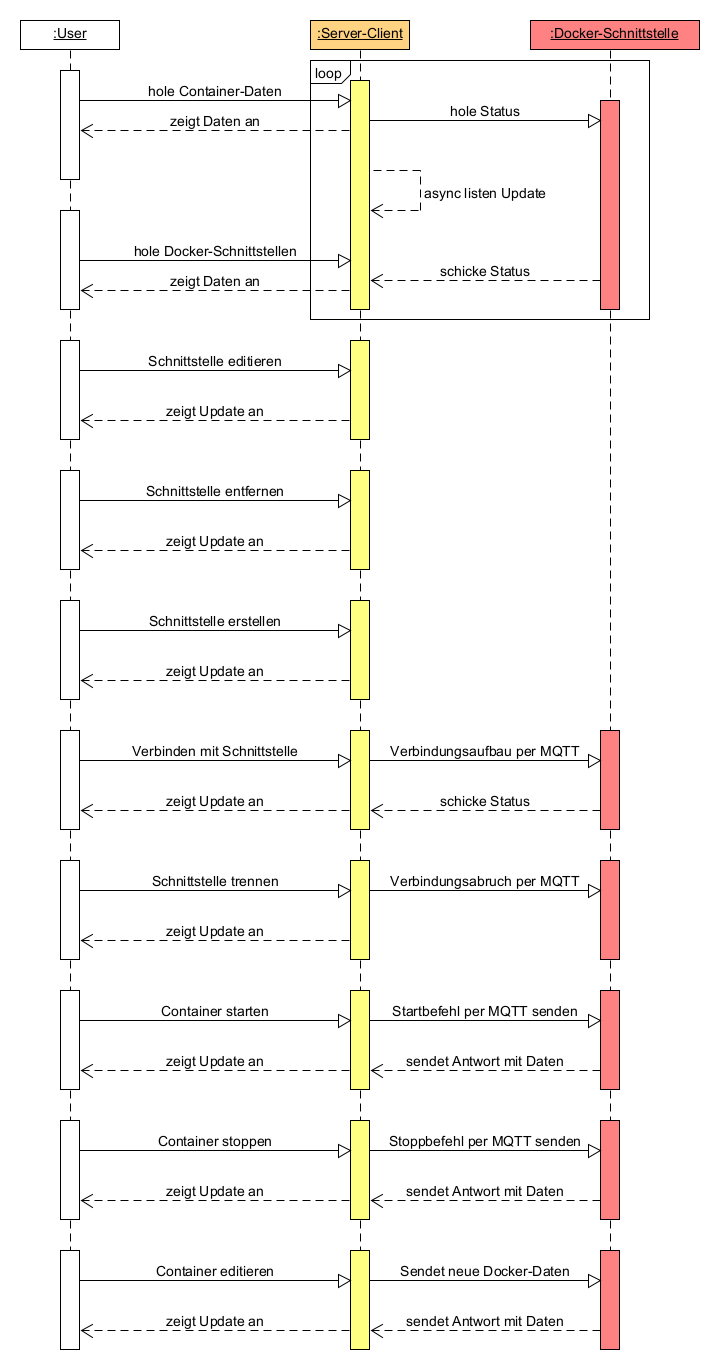 :User
:Server-Client
:Docker-Schnittstelle
loop
hole Container-Daten
hole Status
zeigt Daten an
async listen Update
hole Docker-Schnittstellen
schicke Status
zeigt Daten an
Schnittstelle editieren
zeigt Update an
Schnittstelle entfernen
zeigt Update an
Schnittstelle erstellen
zeigt Update an
Verbinden mit Schnittstelle
Verbindungsaufbau per MQTT
zeigt Update an
schicke Status
Schnittstelle trennen
Verbindungsabruch per MQTT
zeigt Update an
Container starten
Startbefehl per MQTT senden
zeigt Update an
sendet Antwort mit Daten
Container stoppen
Stoppbefehl per MQTT senden
zeigt Update an
sendet Antwort mit Daten
Container editieren
Sendet neue Docker-Daten
zeigt Update an
sendet Antwort mit Daten